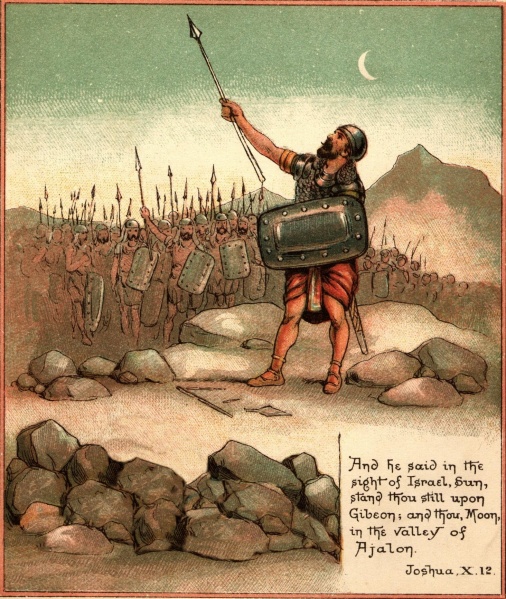 And he said in the
sight of Israel, Sun,
stand thou still upon
Gibeon; and thou, Moon,
in the valley of
Ajalon.
Joshua, X. 12.